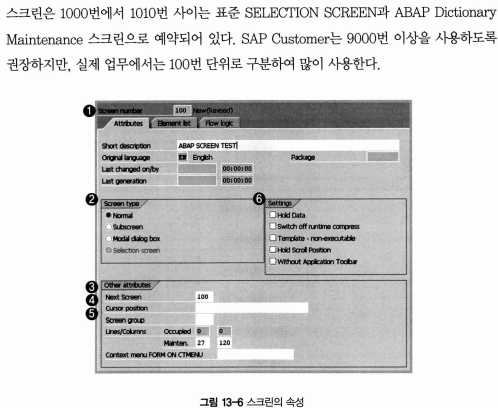 스크린은 1000번에서 1010번 사이는 표준 SELECTION SCREEN과 ABAP Dictionary
Maintenance 스크린으로 예약되어 있다. SAP Customer는 9000번 이상을 사용하도록
권장하지만, 실제 업무에서는 100번 단위로 구분하여 많이 사용한다.
❶ Screen number 100 New(Revised)
Attributes Element list Flow logic
Short description ABAP SCREEN TEST
Original language EN English Package
Last changed on/by 00:00:00
Last generation 00:00:00
❷ Screen type ❻ Settings
Normal Hold Data
Subscreen Switch off runtime compress
Modal dialog box Template - non-executable
Selection screen Hold Scroll Position
Without Application Toolbar
❸ Other attributes
❹ Next Screen 100
❺ Cursor position
Screen group
Lines/Columns Occupied 0 0
Mainten. 27 120
Context menu FORM ON CTMENU
그림 13-6 스크린의 속성